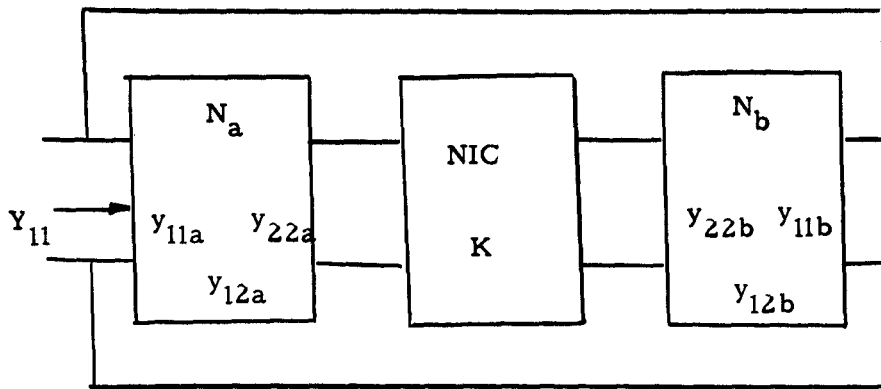 N_a
NIC
N_b
Y_11
y_11a
y_22a
K
y_22b
y_11b
y_12a
y_12b